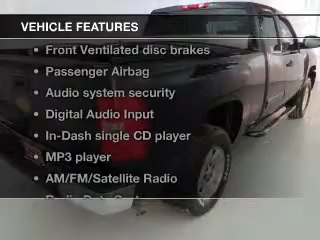 VEHICLE FEATURES
• Front Ventilated disc brakes
• Passenger Airbag
• Audio system security
• Digital Audio Input
• In-Dash single CD player
• MP3 player
• AM/FM/Satellite Radio